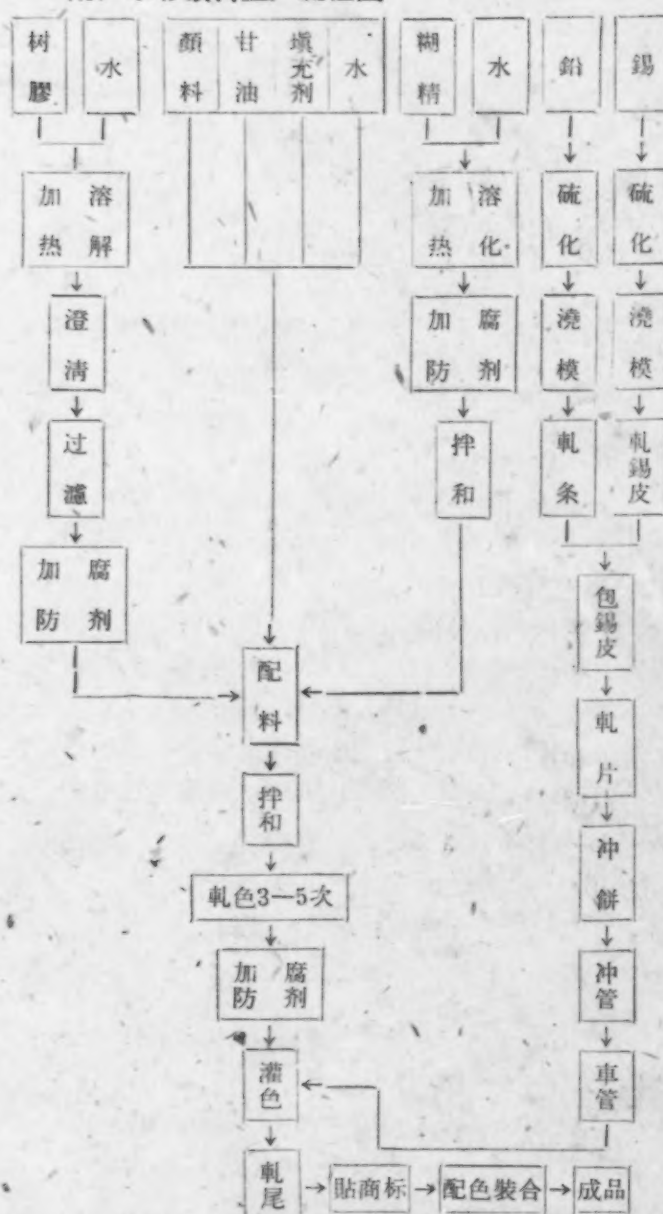 树膠
水
顏料
甘油
塡充剂
水
糊精
水
鉛
錫
加热溶解
加热溶化
硫化
硫化
澄清
加防腐剂
澆模
澆模
过濾
拌和
軋条
軋錫皮
加防腐剂
包錫皮
配料
軋片
拌和
冲餅
軋色3—5次
加防腐剂
冲管
灌色
車管
軋尾
貼商标
配色裝合
成品